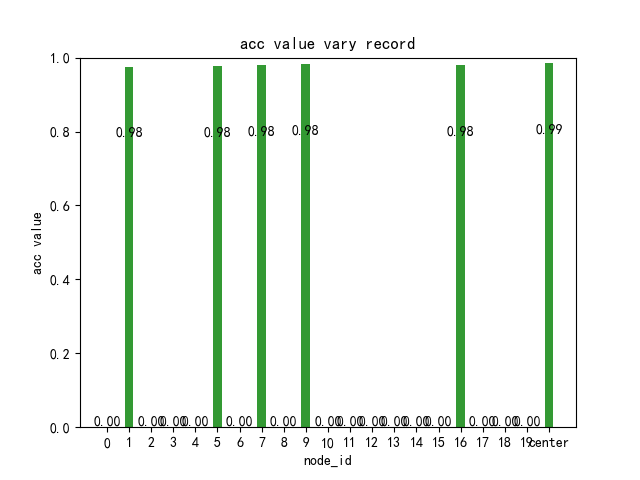 acc value vary record
acc value
1.0
0.8
0.6
0.4
0.2
0.0
0.98 0.98 0.98 0.98 0.98 0.99
0.00 0.00 0.00 0.00 0.00 0.00 0.00 0.00 0.00 0.00 0.00 0.00 0.00 0.00 0.00
0 1 2 3 4 5 6 7 8 9 10 11 12 13 14 15 16 17 18 19 center
node_id